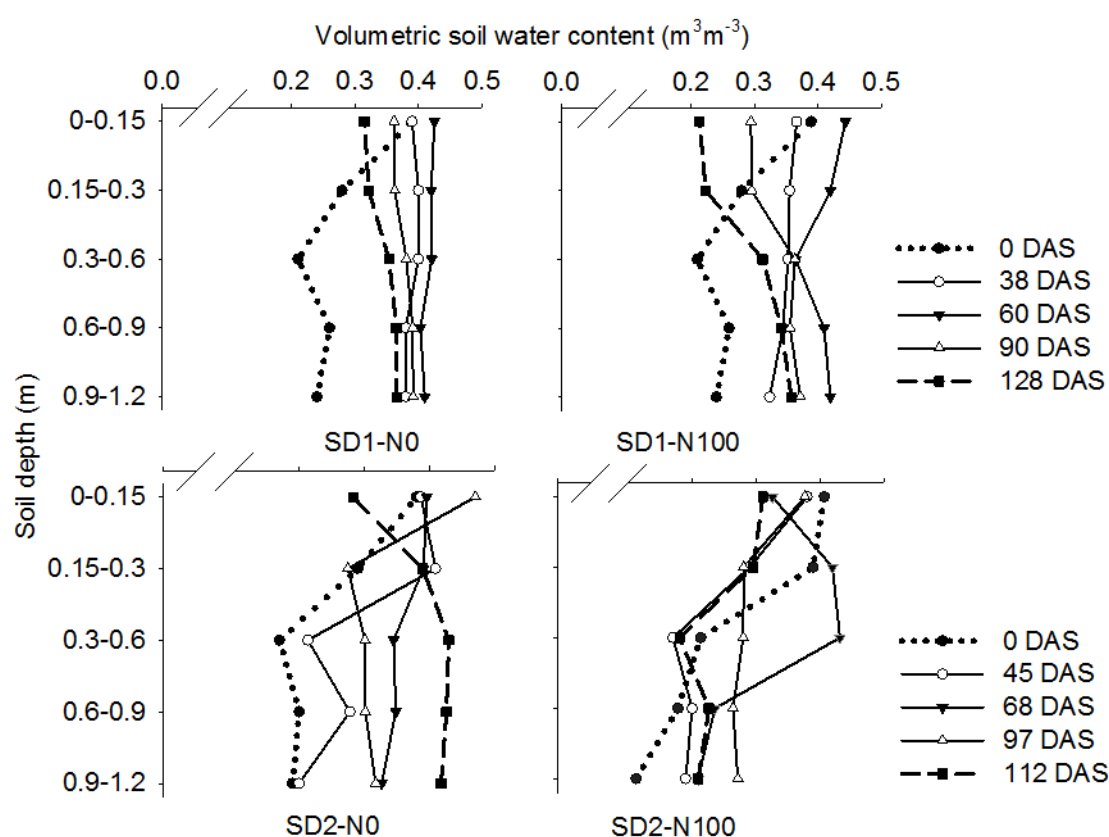 Volumetric soil water content (m³m⁻³)
0.0 0.2 0.3 0.4 0.5 0.0 0.2 0.3 0.4 0.5
Soil depth (m)
0-0.15
0.15-0.3
0.3-0.6
0.6-0.9
0.9-1.2
0 DAS
38 DAS
60 DAS
90 DAS
128 DAS
SD1-N0 SD1-N100
0-0.15
0.15-0.3
0.3-0.6
0.6-0.9
0.9-1.2
0 DAS
45 DAS
68 DAS
97 DAS
112 DAS
SD2-N0 SD2-N100